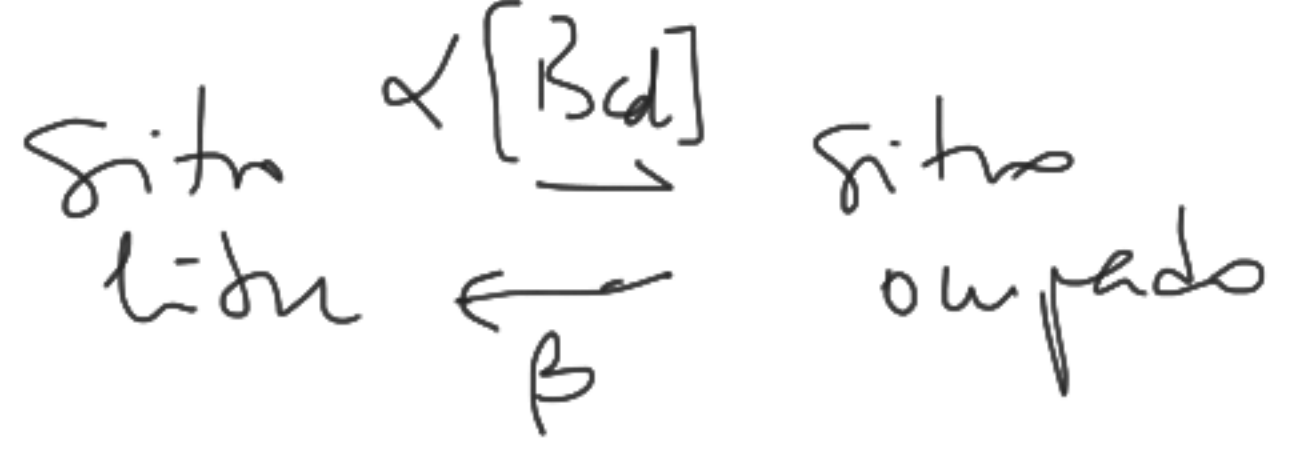 α [Bcd]
sitio sitio
libre ocupado
β